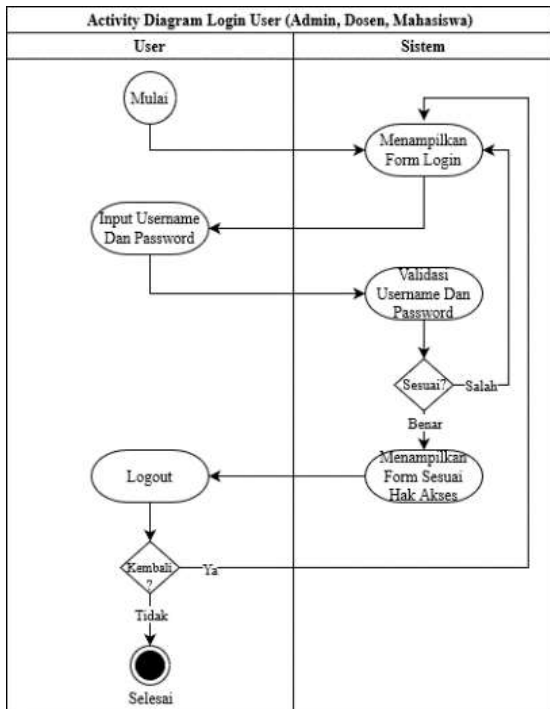 Activity Diagram Login User (Admin, Dosen, Mahasiswa)
User
Sistem
Mulai
Menampilkan
Form Login
Input Username
Dan Password
Validasi
Username Dan
Password
Sesuai?
Salah
Benar
Menampilkan
Form Sesuai
Hak Akses
Logout
Kembali
?
Ya
Tidak
Selesai